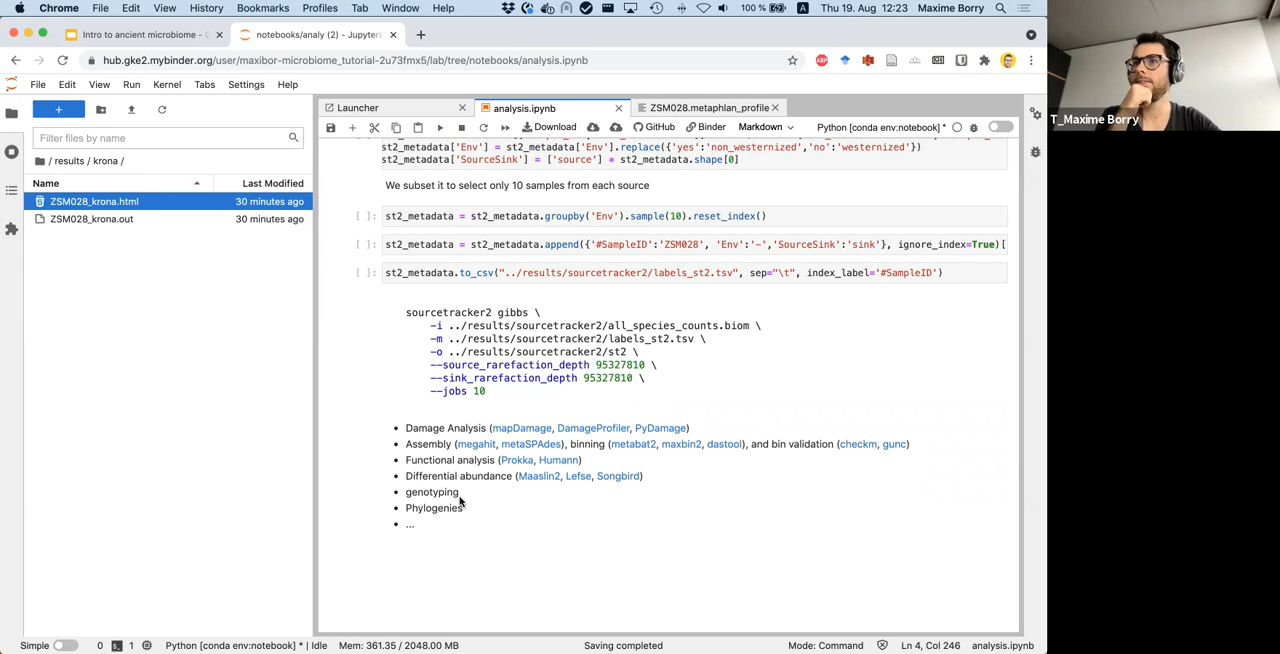 Chrome File Edit View History Bookmarks Profiles Tab Window Help 100 % A Thu 19. Aug 12:23 Maxime Borry
Intro to ancient microbiome - notebooks/analy (2) - Jupyter
hub.gke2.mybinder.org/user/maxibor-microbiome_tutorial-2u73fmx5/lab/tree/notebooks/analysis.ipynb
File Edit View Run Kernel Tabs Settings Help
Launcher analysis.ipynb ZSM028.metaphlan_profile
Download GitHub Binder Markdown Python [conda env:notebook] *
Filter files by name
/ results / krona /
Name Last Modified
ZSM028_krona.html 30 minutes ago
ZSM028_krona.out 30 minutes ago
st2_metadata['Env'] = st2_metadata['Env'].replace({'yes':'non_westernized','no':'westernized'})
st2_metadata['SourceSink'] = ['source'] * st2_metadata.shape[0]
We subset it to select only 10 samples from each source
[ ]: st2_metadata = st2_metadata.groupby('Env').sample(10).reset_index()
[ ]: st2_metadata = st2_metadata.append({'#SampleID':'ZSM028', 'Env':'-','SourceSink':'sink'}, ignore_index=True)[
[ ]: st2_metadata.to_csv("../results/sourcetracker2/labels_st2.tsv", sep="\t", index_label='#SampleID')
sourcetracker2 gibbs \
-i ../results/sourcetracker2/all_species_counts.biom \
-m ../results/sourcetracker2/labels_st2.tsv \
-o ../results/sourcetracker2/st2 \
--source_rarefaction_depth 95327810 \
--sink_rarefaction_depth 95327810 \
--jobs 10
• Damage Analysis (mapDamage, DamageProfiler, PyDamage)
• Assembly (megahit, metaSPAdes), binning (metabat2, maxbin2, dastool), and bin validation (checkm, gunc)
• Functional analysis (Prokka, Humann)
• Differential abundance (Maaslin2, Lefse, Songbird)
• genotyping
• Phylogenies
• ...
Simple 0 1 Python [conda env:notebook] * | Idle Mem: 361.35 / 2048.00 MB Saving completed Mode: Command Ln 4, Col 246 analysis.ipynb
T_Maxime Borry